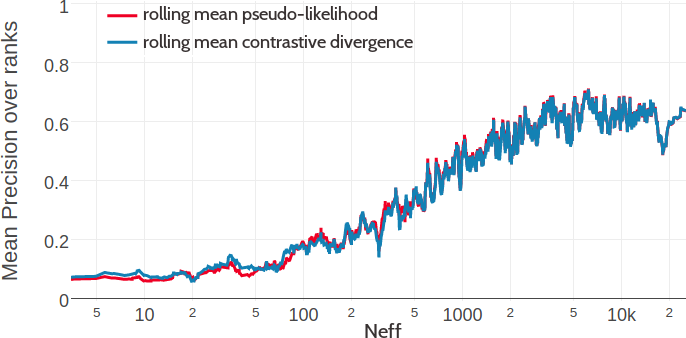 1
rolling mean pseudo-likelihood
rolling mean contrastive divergence
0.8
0.6
0.4
0.2
0
Mean Precision over ranks
5 10 2 5 100 2 5 1000 2 5 10k 2
Neff